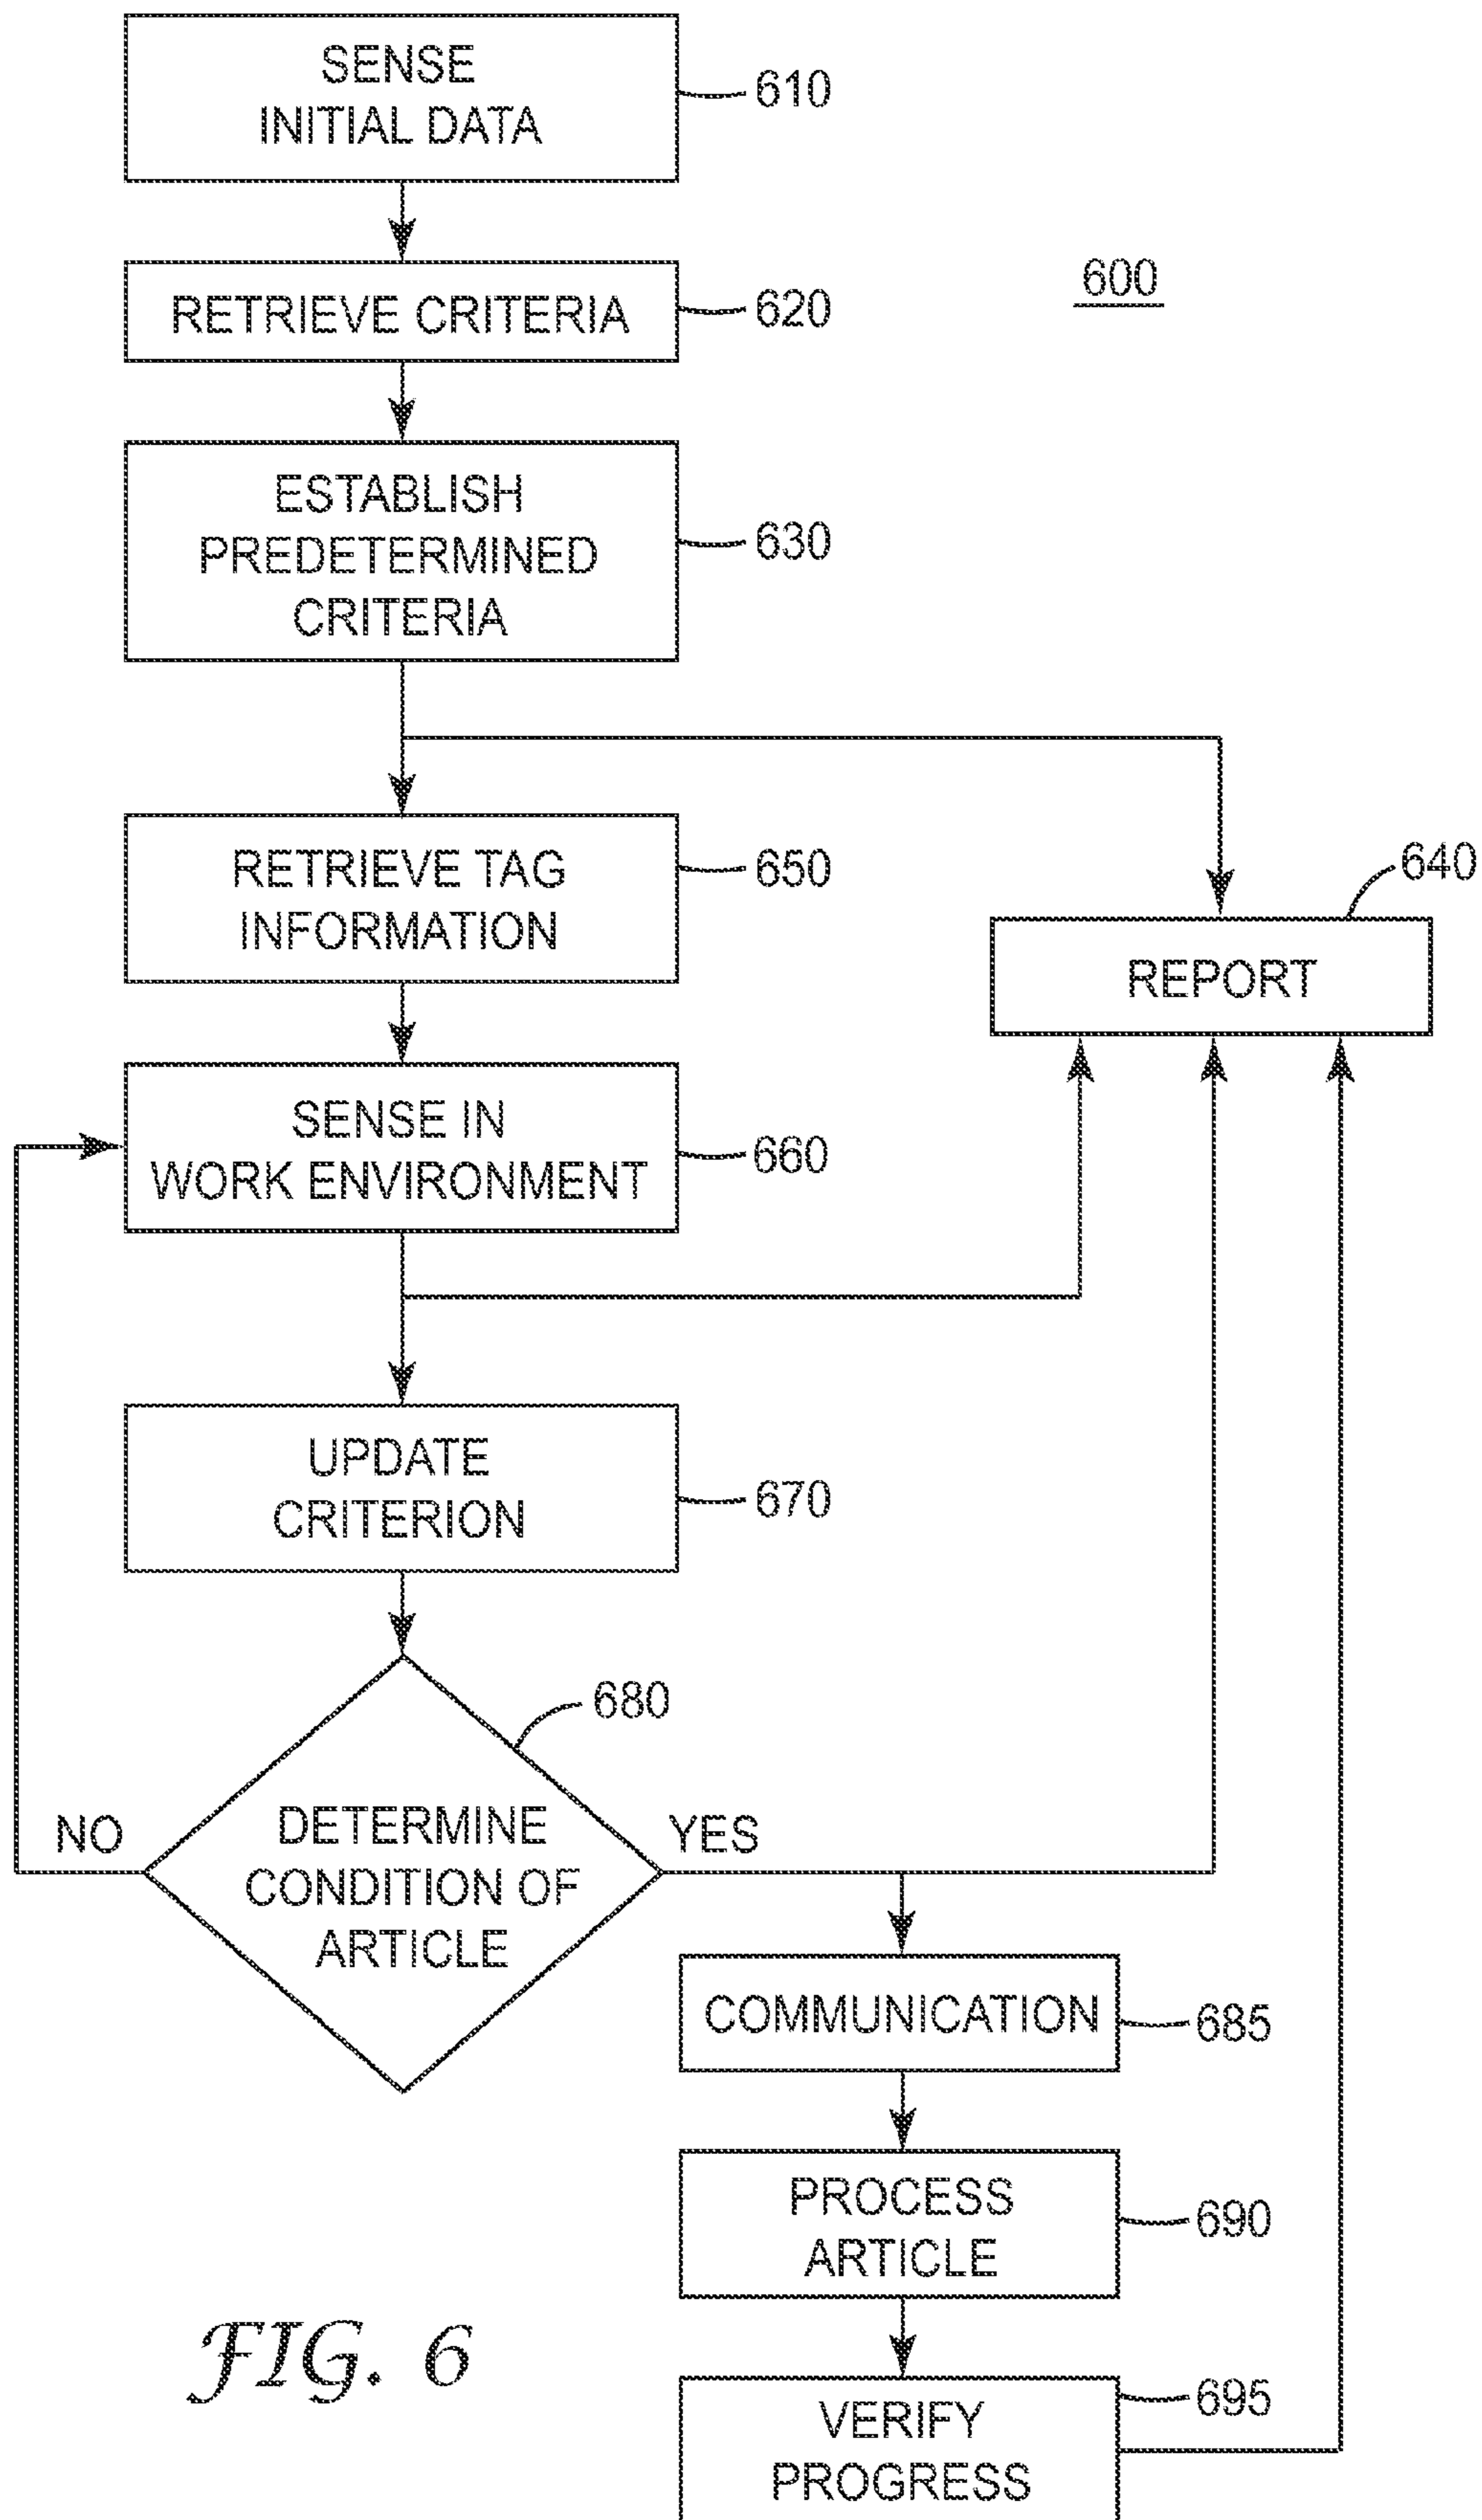 SENSE
INITIAL DATA
610
RETRIEVE CRITERIA
620
600
ESTABLISH
PREDETERMINED
CRITERIA
630
RETRIEVE TAG
INFORMATION
650
640
REPORT
SENSE IN
WORK ENVIRONMENT
660
UPDATE
CRITERION
670
680
NO
DETERMINE
CONDITION OF
ARTICLE
YES
COMMUNICATION
685
PROCESS
ARTICLE
690
VERIFY
PROGRESS
695
FIG. 6